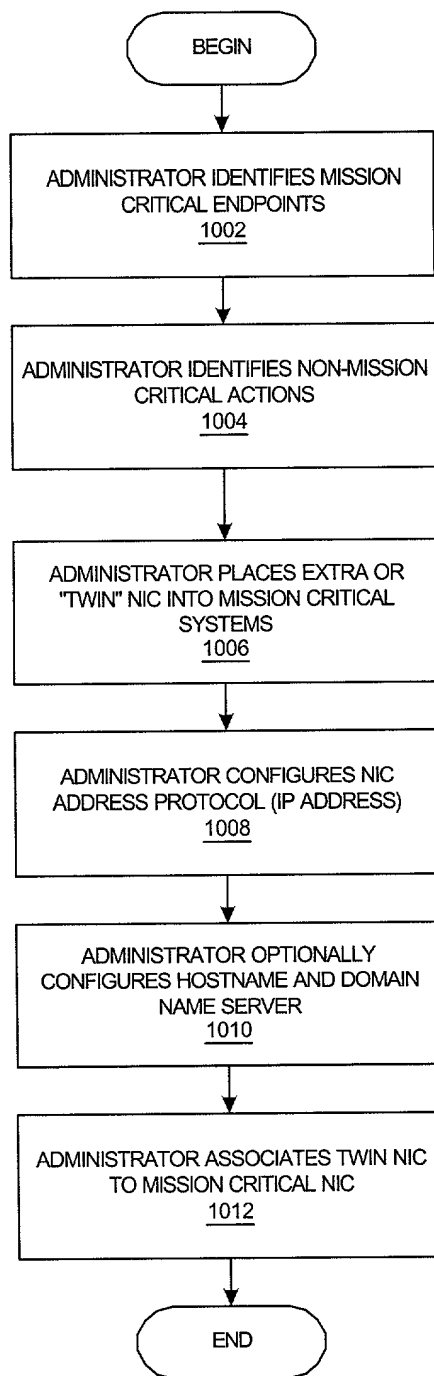 BEGIN
ADMINISTRATOR IDENTIFIES MISSION
CRITICAL ENDPOINTS
1002
ADMINISTRATOR IDENTIFIES NON-MISSION
CRITICAL ACTIONS
1004
ADMINISTRATOR PLACES EXTRA OR
"TWIN" NIC INTO MISSION CRITICAL
SYSTEMS
1006
ADMINISTRATOR CONFIGURES NIC
ADDRESS PROTOCOL (IP ADDRESS)
1008
ADMINISTRATOR OPTIONALLY
CONFIGURES HOSTNAME AND DOMAIN
NAME SERVER
1010
ADMINISTRATOR ASSOCIATES TWIN NIC
TO MISSION CRITICAL NIC
1012
END